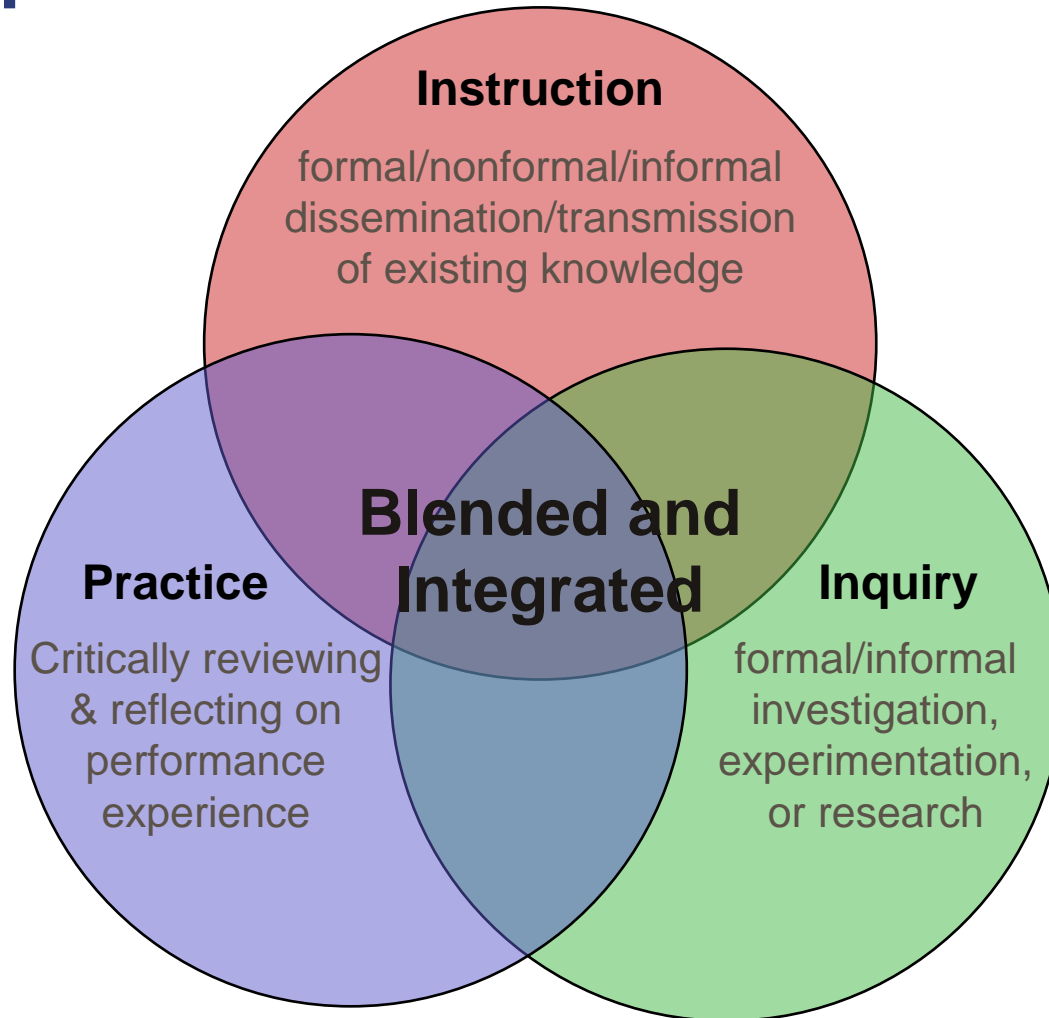 Instruction
formal/nonformal/informal
dissemination/transmission
of existing knowledge
Blended and
Integrated
Practice
Critically reviewing
& reflecting on
performance
experience
Inquiry
formal/informal
investigation,
experimentation,
or research